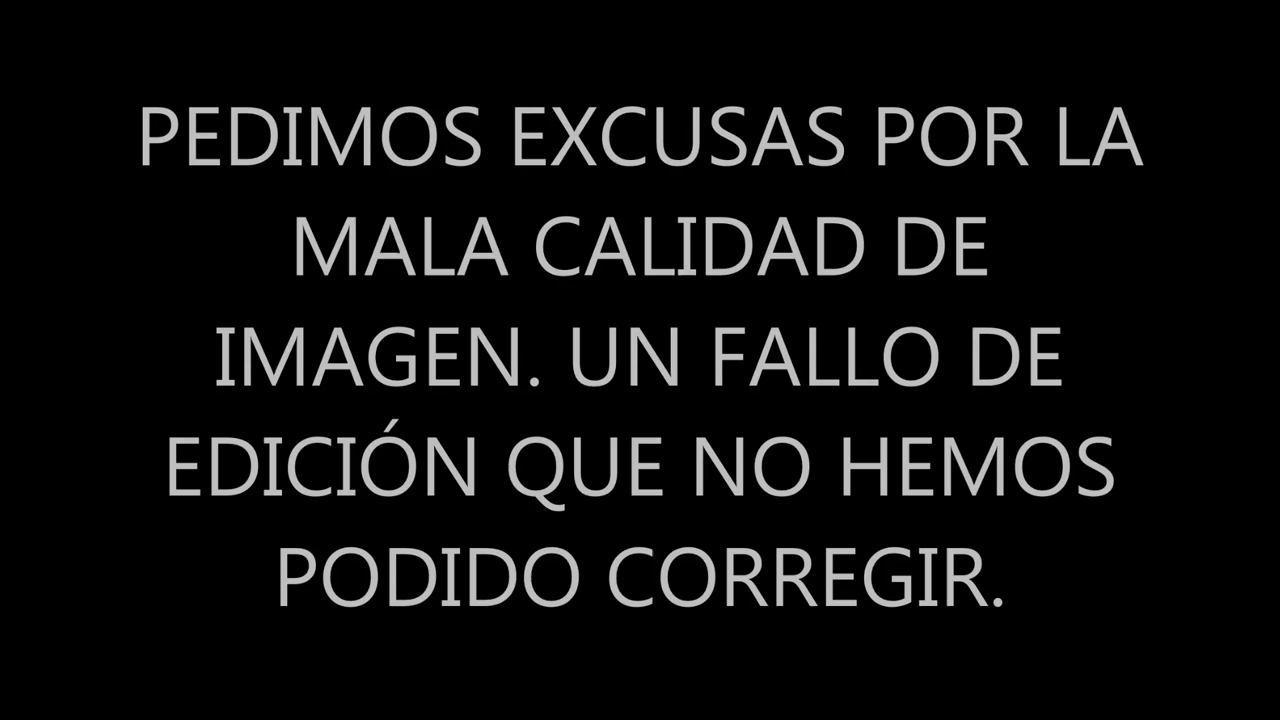 PEDIMOS EXCUSAS POR LA
MALA CALIDAD DE
IMAGEN. UN FALLO DE
EDICIÓN QUE NO HEMOS
PODIDO CORREGIR.